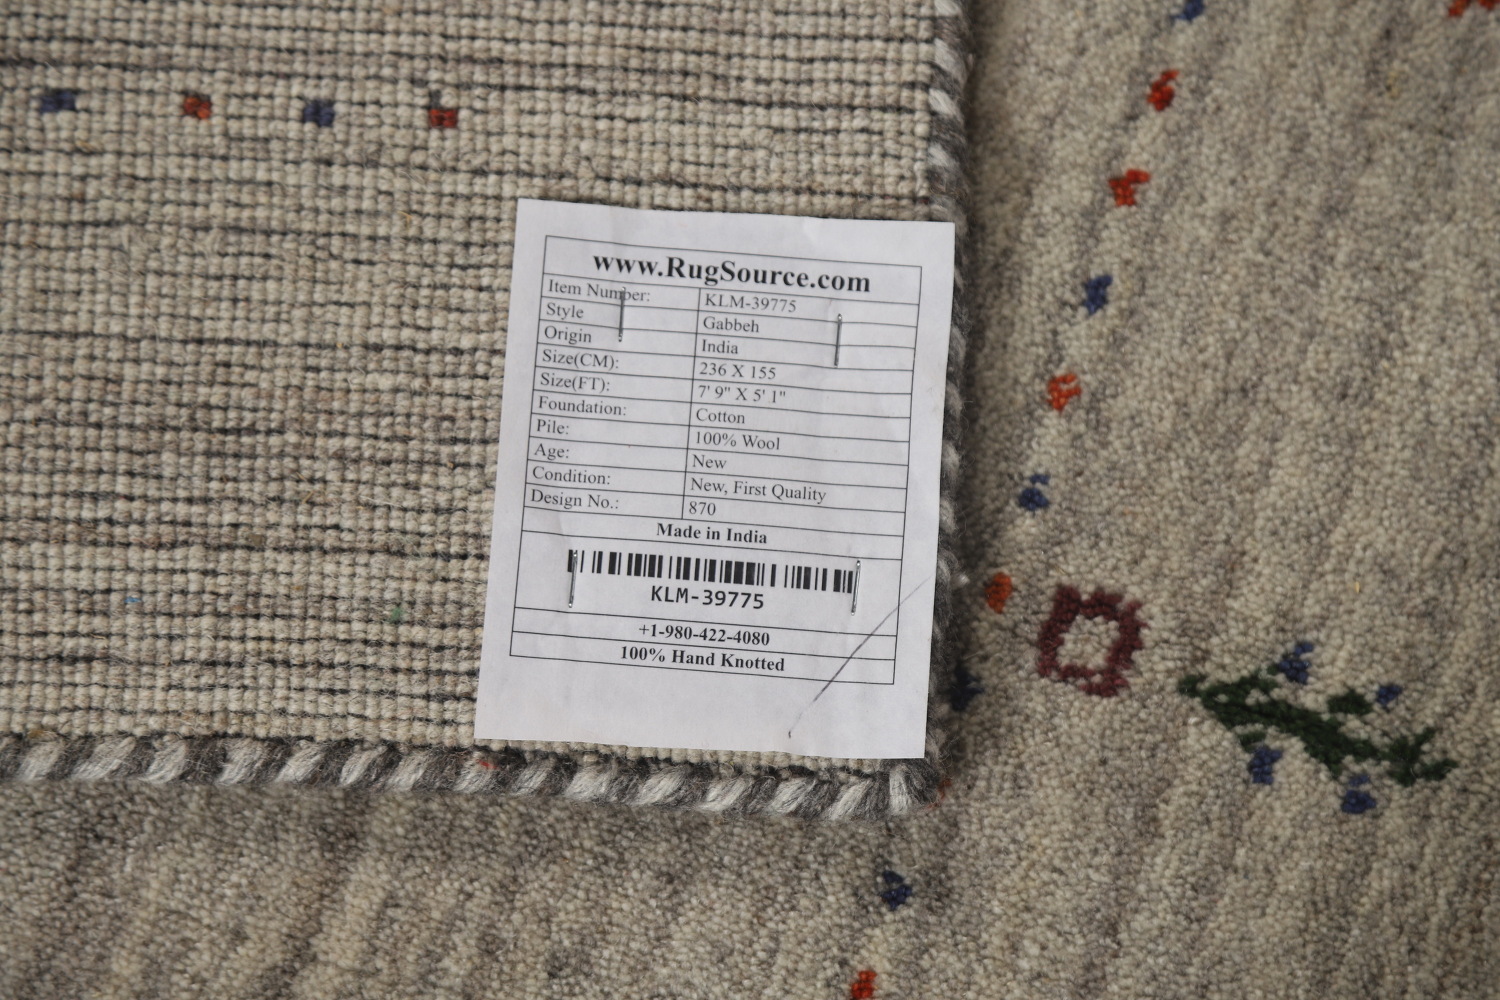 www.RugSource.com
Item Number: KLM-39775
Style Gabbeh
Origin India
Size(CM): 236 X 155
Size(FT): 7' 9" X 5' 1"
Foundation: Cotton
Pile: 100% Wool
Age: New
Condition: New, First Quality
Design No.: 870
Made in India
KLM-39775
+1-980-422-4080
100% Hand Knotted